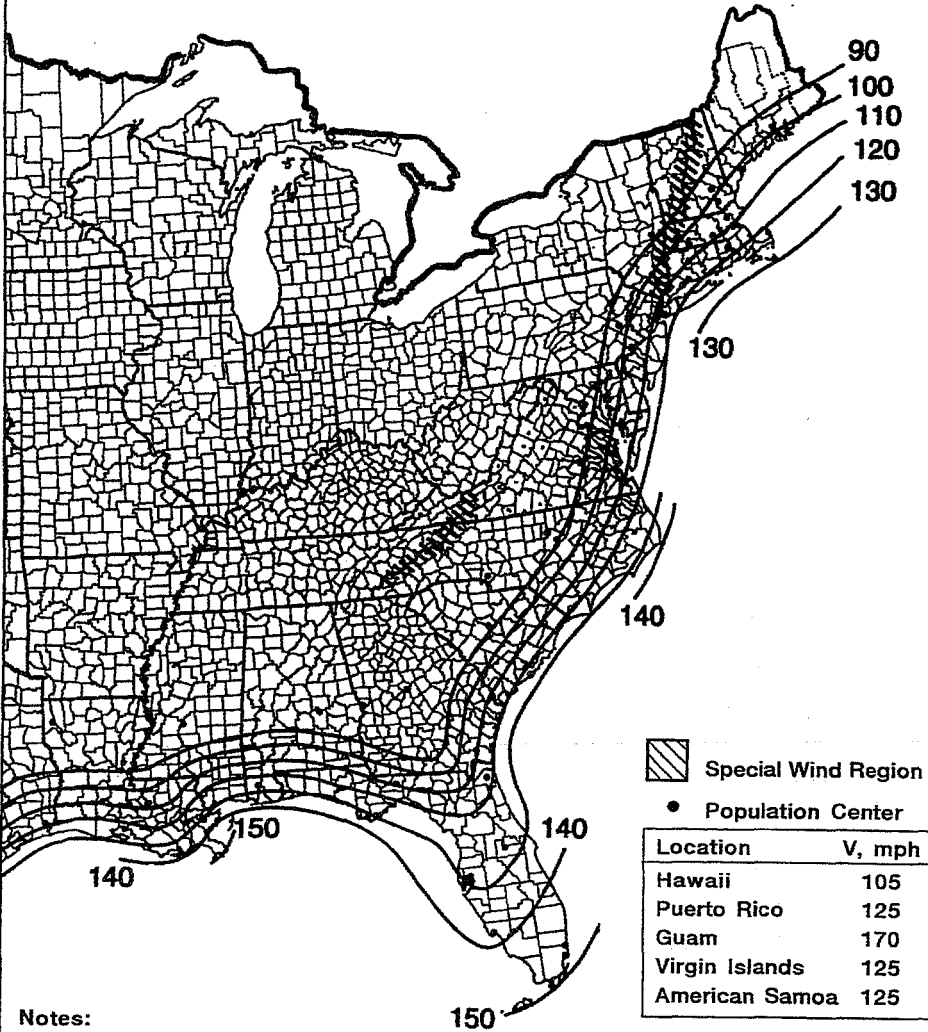 90
100
110
120
130
130
140
Special Wind Region
Population Center
150
140
140
Location V, mph
Hawaii 105
Puerto Rico 125
Guam 170
Virgin Islands 125
American Samoa 125
Notes:
150